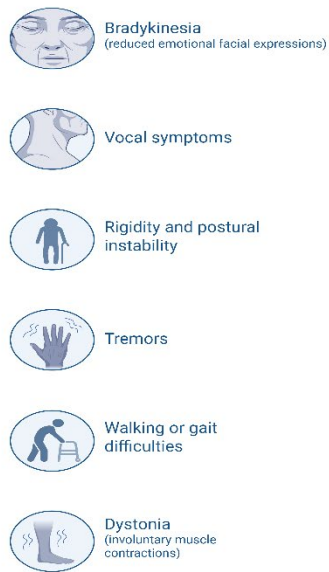 Bradykinesia
(reduced emotional facial expressions)
Vocal symptoms
Rigidity and postural
instability
Tremors
Walking or gait
difficulties
Dystonia
(involuntary muscle
contractions)